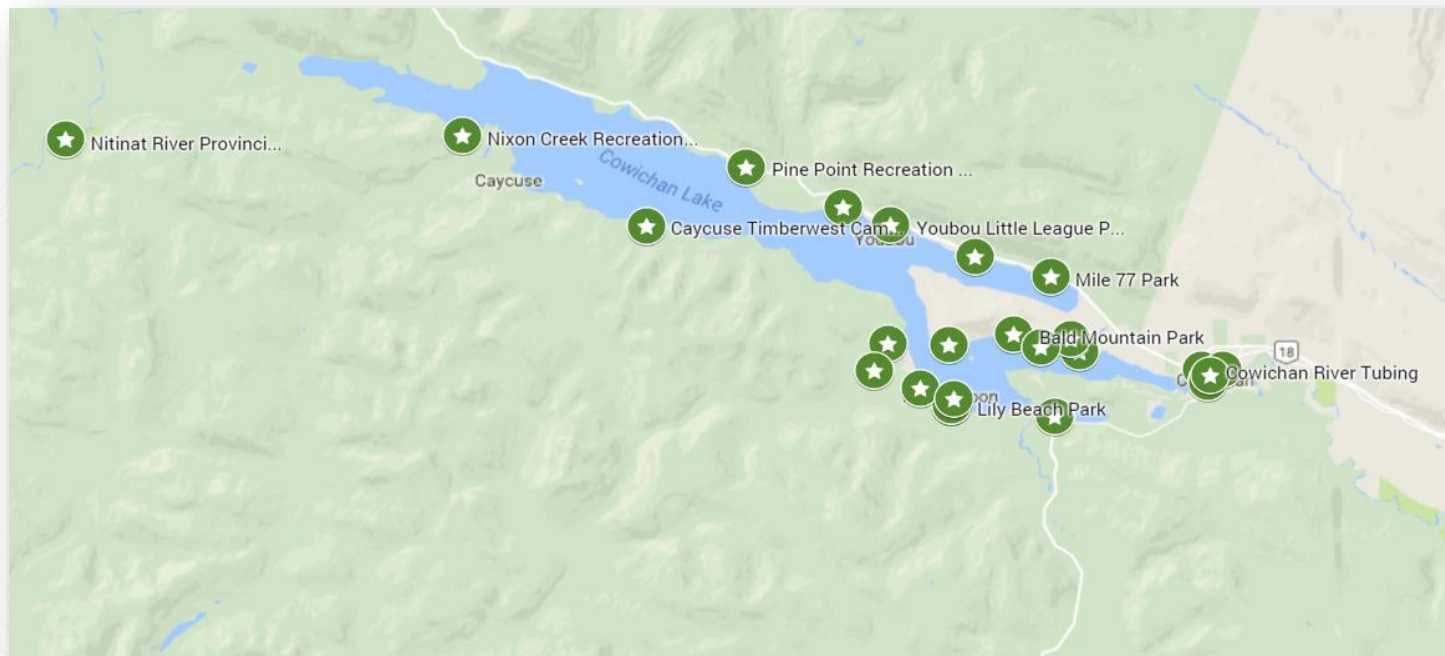 Nitinat River Provinci...
Nixon Creek Recreation...
Caycuse
Cowichan Lake
Pine Point Recreation ...
Caycuse Timberwest Cam...
Youbou Little League P...
Youbou
Mile 77 Park
Bald Mountain Park
18
Cowichan River Tubing
Lily Beach Park